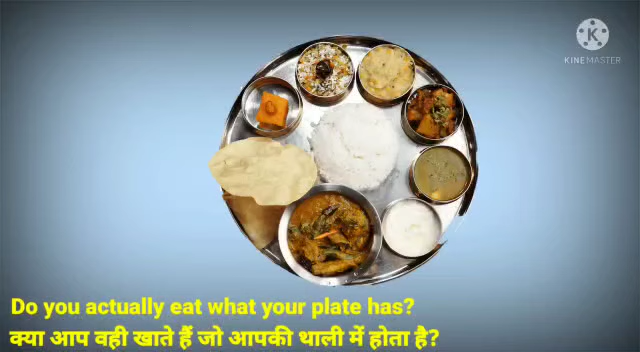 KINEMASTER
Do you actually eat what your plate has?
क्या आप वही खाते हैं जो आपकी थाली में होता है?